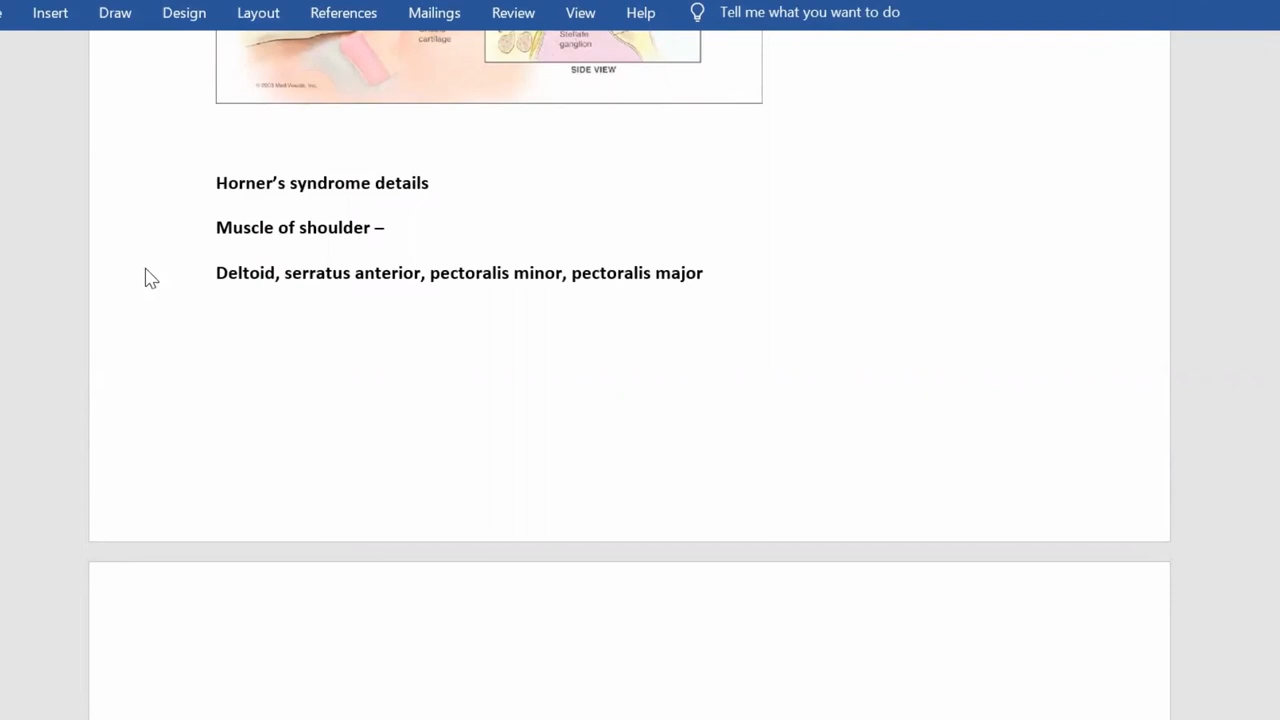 Insert Draw Design Layout References Mailings Review View Help Tell me what you want to do
cartilage
Stellate
ganglion
SIDE VIEW
Horner's syndrome details
Muscle of shoulder –
Deltoid, serratus anterior, pectoralis minor, pectoralis major